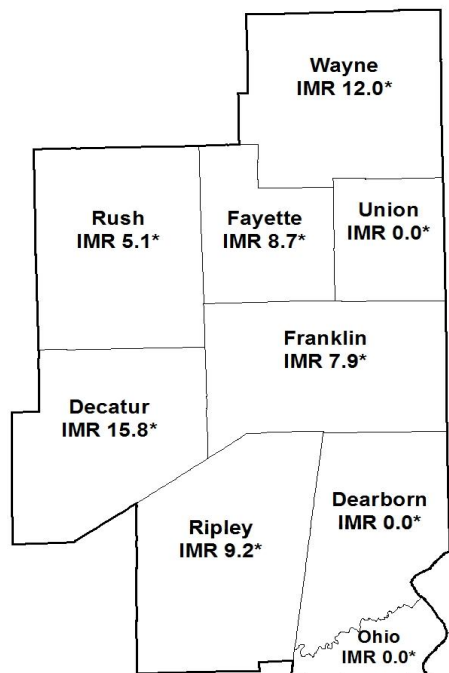 Wayne
IMR 12.0*
Rush
IMR 5.1*
Fayette
IMR 8.7*
Union
IMR 0.0*
Franklin
IMR 7.9*
Decatur
IMR 15.8*
Dearborn
IMR 0.0*
Ripley
IMR 9.2*
Ohio
IMR 0.0*